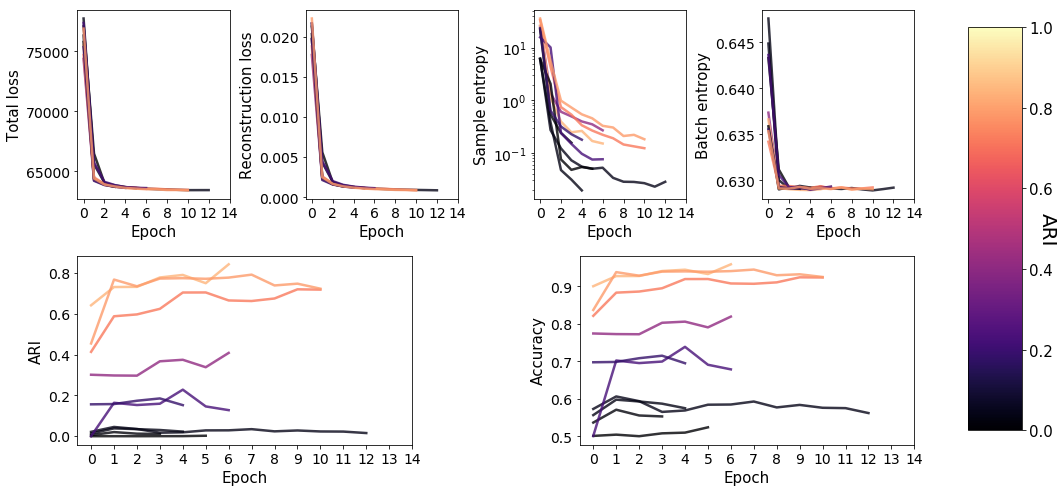 Total loss
75000
70000
65000
0 2 4 6 8 10 12 14
Epoch
Reconstruction loss
0.020
0.015
0.010
0.005
0.000
0 2 4 6 8 10 12 14
Epoch
Sample entropy
10¹
10⁰
10⁻¹
0 2 4 6 8 10 12 14
Epoch
Batch entropy
0.645
0.640
0.635
0.630
0 2 4 6 8 10 12 14
Epoch
ARI
0.8
0.6
0.4
0.2
0.0
0 1 2 3 4 5 6 7 8 9 10 11 12 13 14
Epoch
Accuracy
0.9
0.8
0.7
0.6
0.5
0 1 2 3 4 5 6 7 8 9 10 11 12 13 14
Epoch
1.0
0.8
0.6
0.4
0.2
0.0
ARI